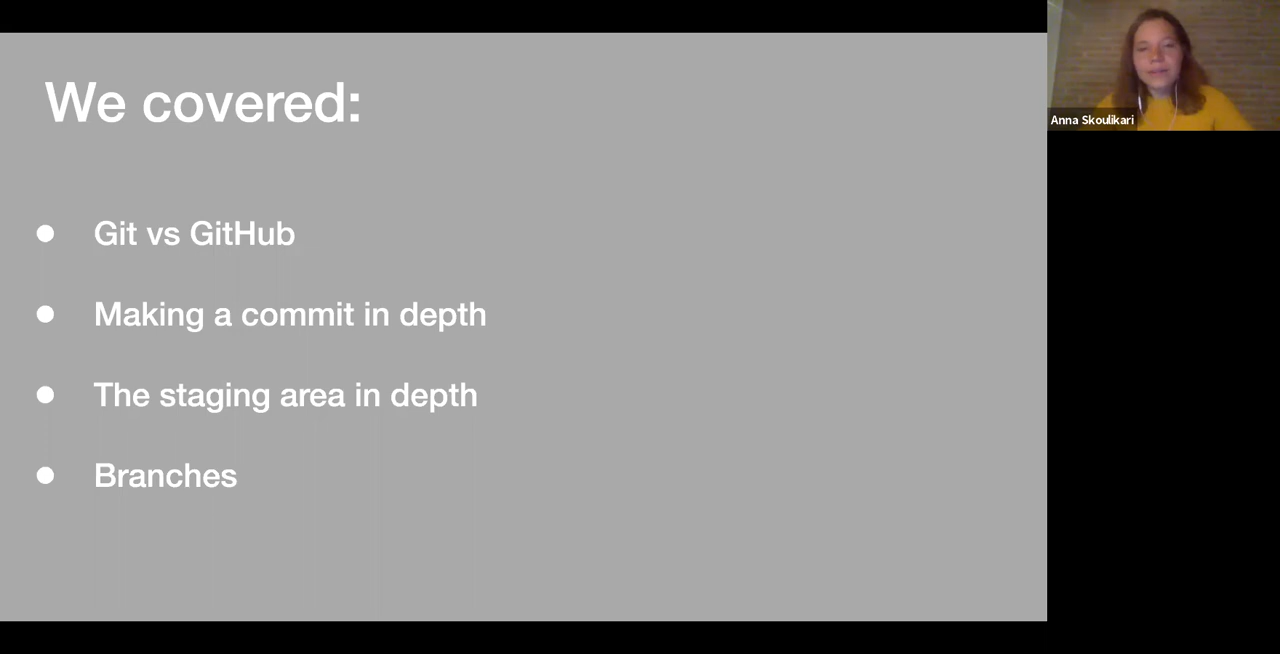 We covered:
Git vs GitHub
Making a commit in depth
The staging area in depth
Branches
Anna Skoulikari